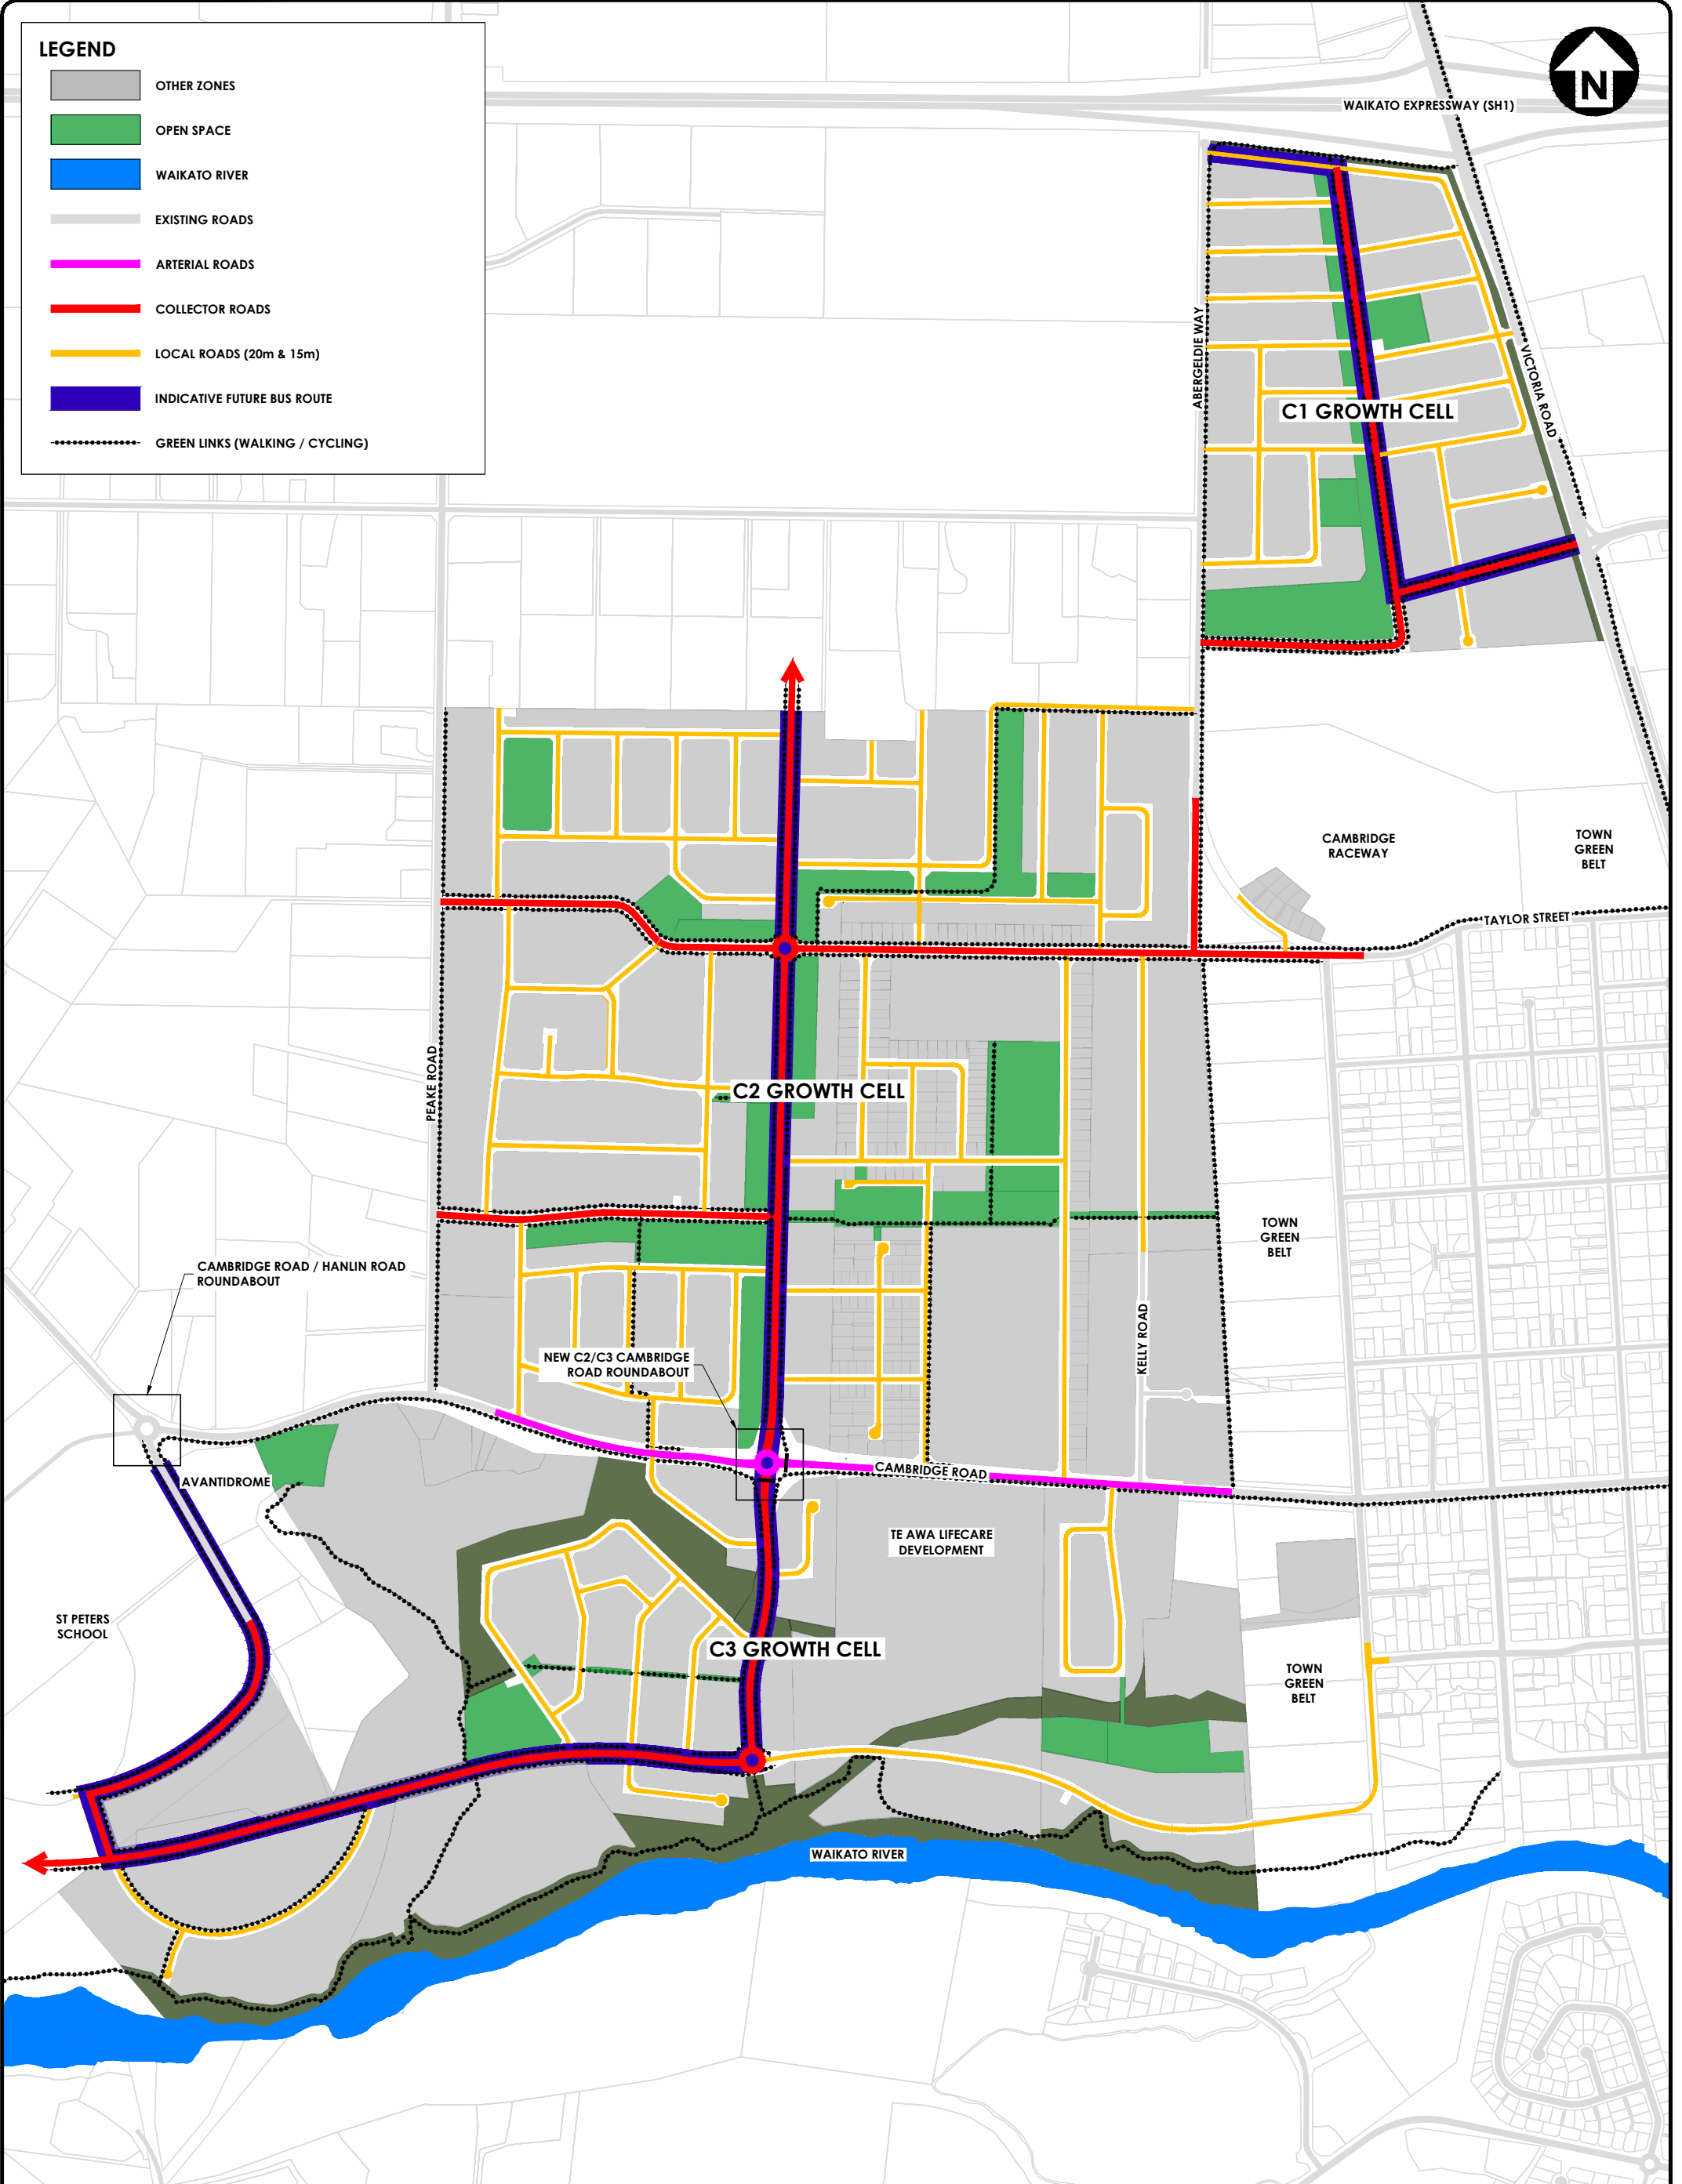 LEGEND
OTHER ZONES
OPEN SPACE
WAIKATO RIVER
EXISTING ROADS
ARTERIAL ROADS
COLLECTOR ROADS
LOCAL ROADS (20m & 15m)
INDICATIVE FUTURE BUS ROUTE
GREEN LINKS (WALKING / CYCLING)
N
WAIKATO EXPRESSWAY (SH1)
ABERGELDIE WAY
VICTORIA ROAD
C1 GROWTH CELL
CAMBRIDGE
RACEWAY
TOWN
GREEN
BELT
TAYLOR STREET
PEAKE ROAD
C2 GROWTH CELL
TOWN
GREEN
BELT
CAMBRIDGE ROAD / HANLIN ROAD
ROUNDABOUT
KELLY ROAD
NEW C2/C3 CAMBRIDGE
ROAD ROUNDABOUT
CAMBRIDGE ROAD
AVANTIDROME
TE AWA LIFECARE
DEVELOPMENT
ST PETERS
SCHOOL
C3 GROWTH CELL
TOWN
GREEN
BELT
WAIKATO RIVER